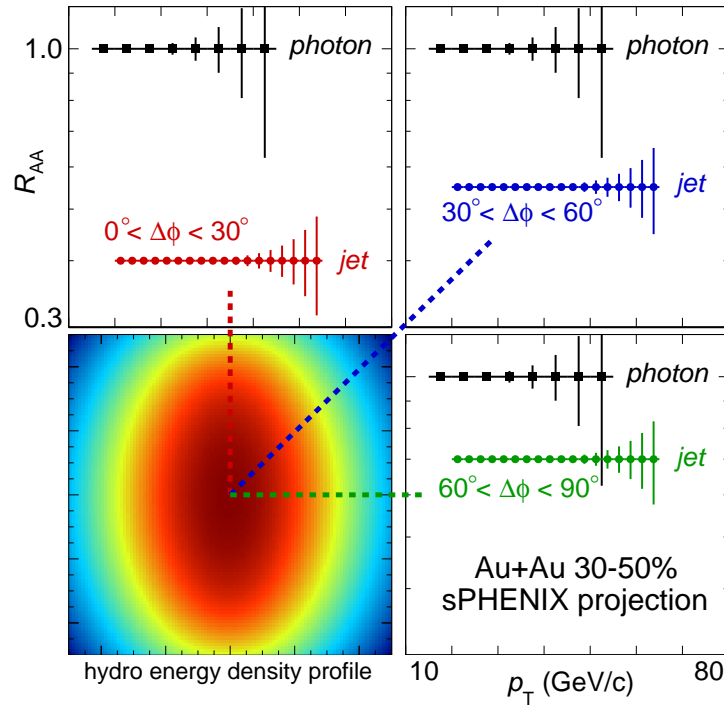 1.0
R_AA
0.3
photon
0°< Δϕ < 30°
jet
photon
jet
30°< Δϕ < 60°
photon
jet
60°< Δϕ < 90°
Au+Au 30-50%
sPHENIX projection
hydro energy density profile
10
p_T (GeV/c)
80